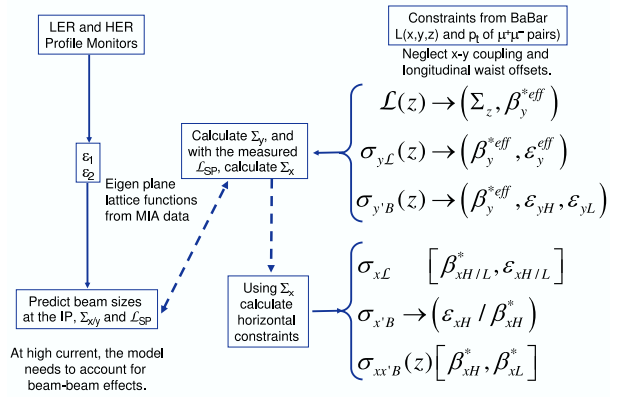 LER and HER
Profile Monitors
ε₁
ε₂
Eigen plane
lattice functions
from MIA data
Predict beam sizes
at the IP, Σx/y and ℒSP
At high current, the model
needs to account for
beam-beam effects.
Calculate Σy, and
with the measured
ℒSP, calculate Σx
Using Σx
calculate
horizontal
constraints
Constraints from BaBar
L(x,y,z) and pt of μ⁺μ⁻ pairs)
Neglect x-y coupling and
longitudinal waist offsets.
ℒ(z) → (Σz, βy*eff)
σyℒ(z) → (βy*eff, εyeff)
σy'B(z) → (βy*eff, εyH, εyL)
σxℒ [β*xH/L, εxH/L]
σx'B → (εxH / β*xH)
σxx'B(z)[β*xH, β*xL]